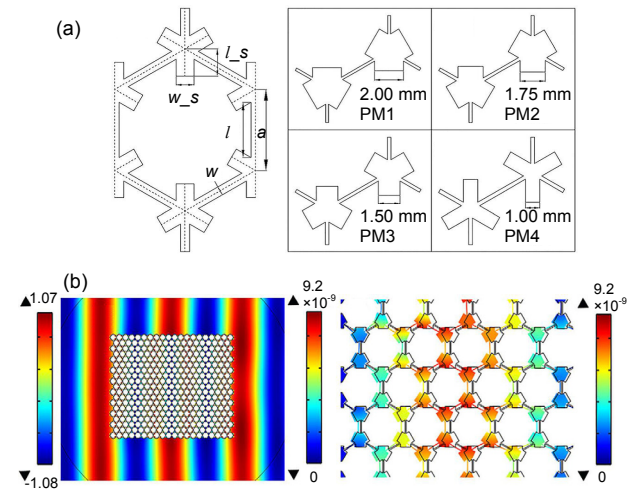 (a)
l_s
w_s
l
a
w
2.00 mm
PM1
1.75 mm
PM2
1.50 mm
PM3
1.00 mm
PM4
(b)
1.07
-1.08
9.2
×10⁻⁹
0
9.2
×10⁻⁹
0